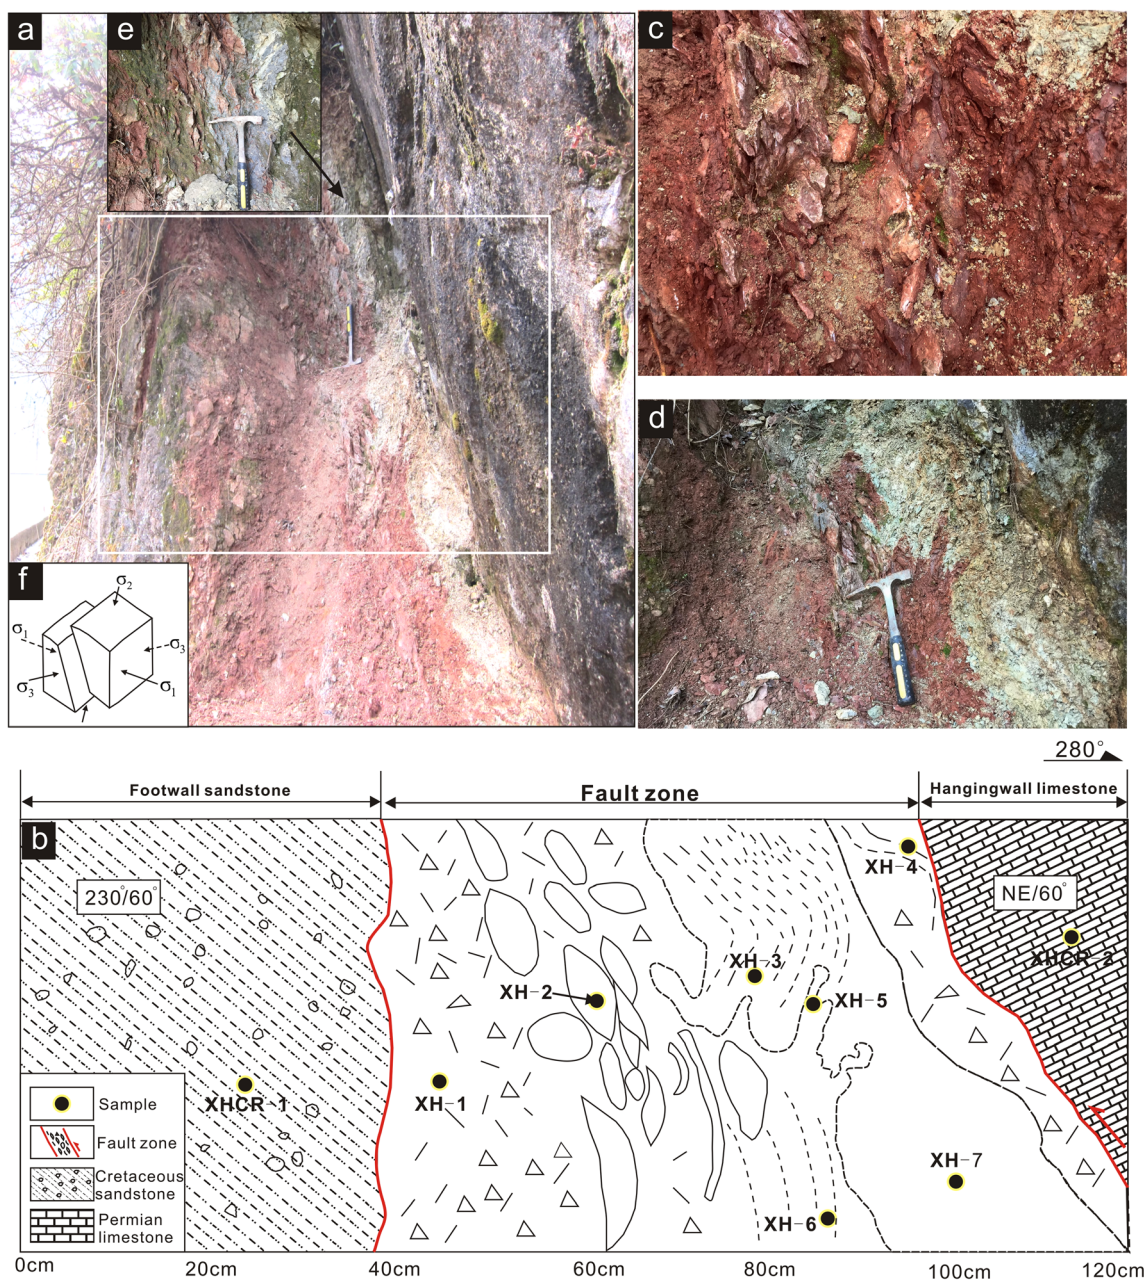 a
e
c
d
f
σ2
σ1
σ3
σ3
σ1
280°
Footwall sandstone
Fault zone
Hangingwall limestone
b
230°/60°
NE/60°
XH-4
XHCR-2
XH-3
XH-2
XH-5
XHCR-1
XH-1
XH-7
XH-6
Sample
Fault zone
Cretaceous
sandstone
Permian
limestone
0cm 20cm 40cm 60cm 80cm 100cm 120cm